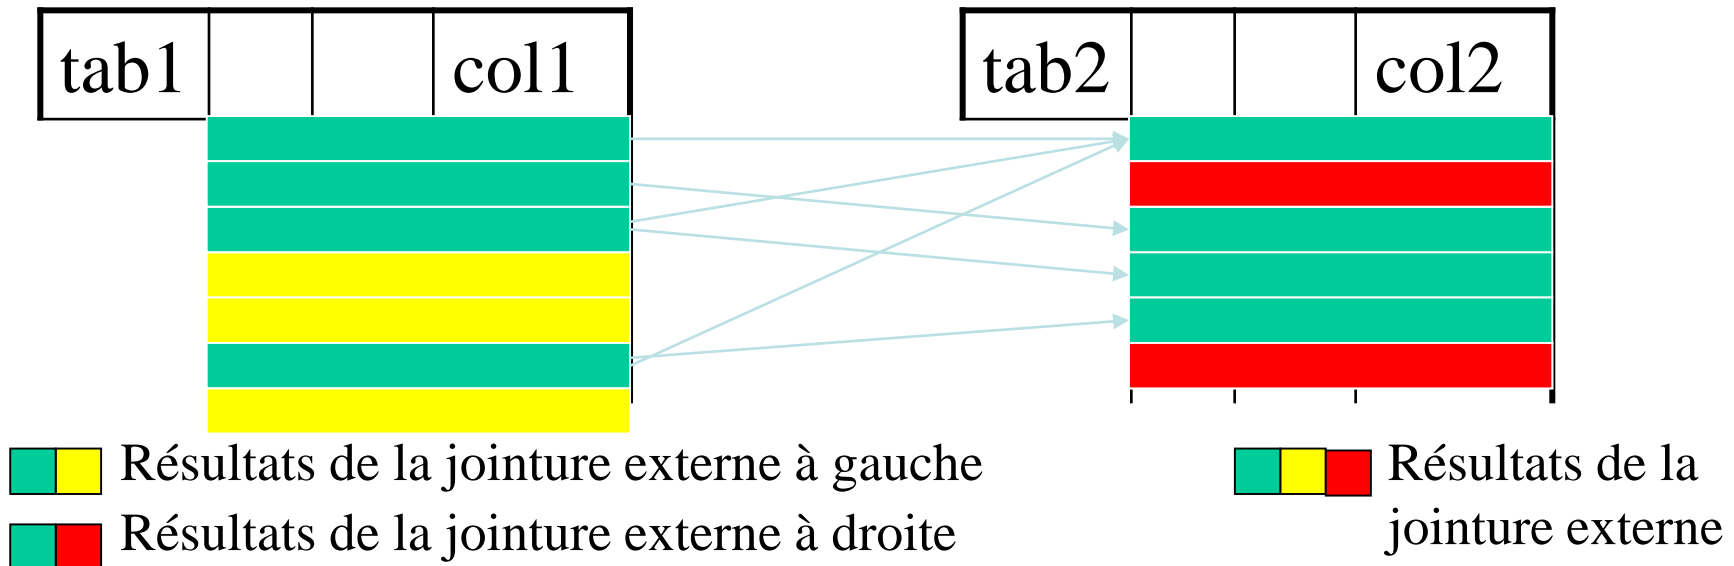 tab1 col1 tab2 col2
Résultats de la jointure externe à gauche
Résultats de la jointure externe à droite
Résultats de la
jointure externe